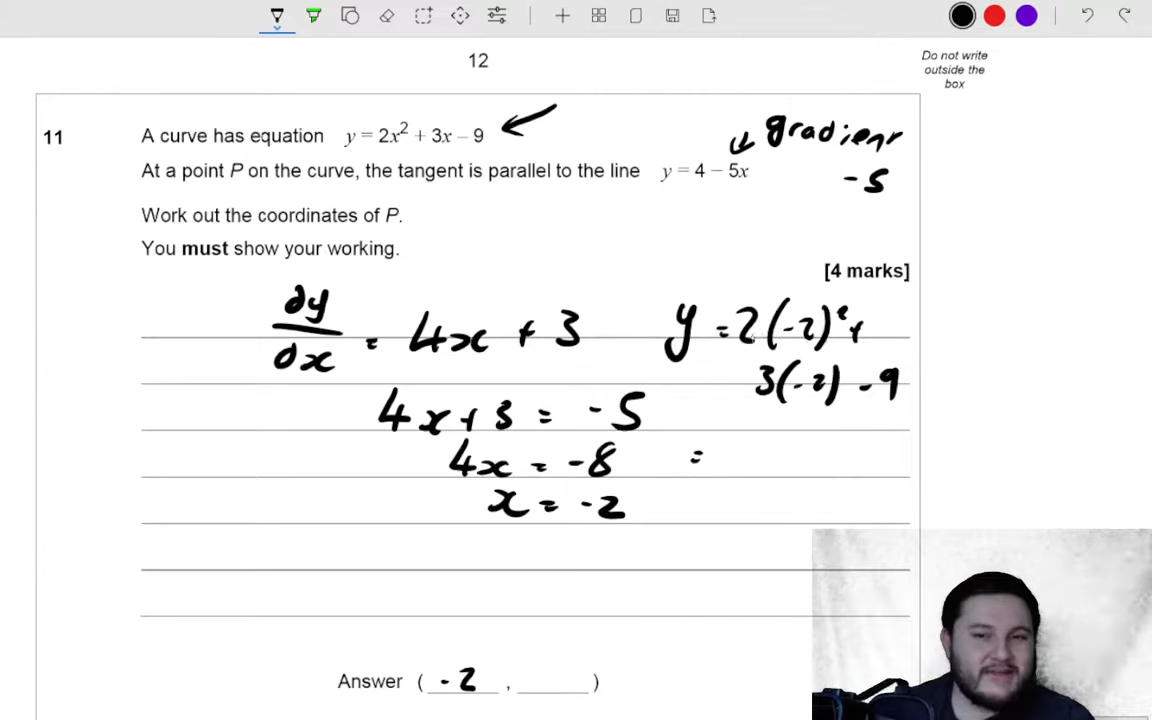 12
Do not write
outside the
box
11 A curve has equation y = 2x² + 3x – 9
gradient
At a point P on the curve, the tangent is parallel to the line y = 4 – 5x
-5
Work out the coordinates of P.
You must show your working.
[4 marks]
dy/dx = 4x + 3
y = 2(-2)² +
3(-2) - 9
4x + 3 = -5
4x = -8
=
x = -2
Answer ( -2 , )